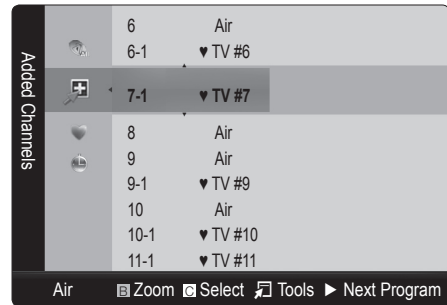 Added Channels
6 Air
6-1 ♥ TV #6
7-1 ♥ TV #7
8 Air
9 Air
9-1 ♥ TV #9
10 Air
10-1 ♥ TV #10
11-1 ♥ TV #11
Air B Zoom C Select Tools ► Next Program